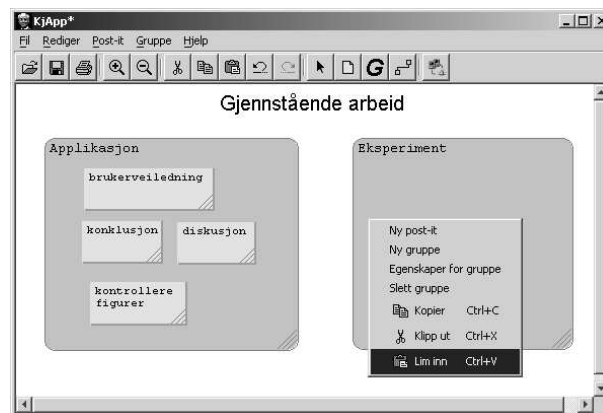 KjApp*
Fil Rediger Post-it Gruppe Hjelp
G
Gjennstående arbeid
Applikasjon
brukerveiledning
konklusjon
diskusjon
kontrollere
figurer
Eksperiment
Ny post-it
Ny gruppe
Egenskaper for gruppe
Slett gruppe
Kopier Ctrl+C
Klipp ut Ctrl+X
Lim inn Ctrl+V